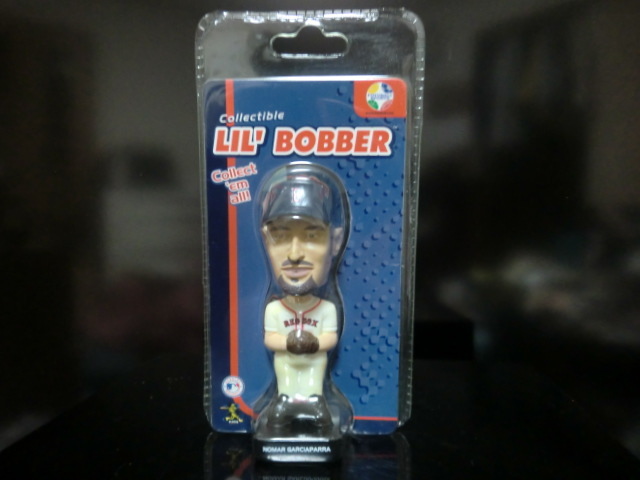 Collectible
LIL' BOBBER
Collect
'em
all!
RED SOX
NOMAR GARCIAPARRA